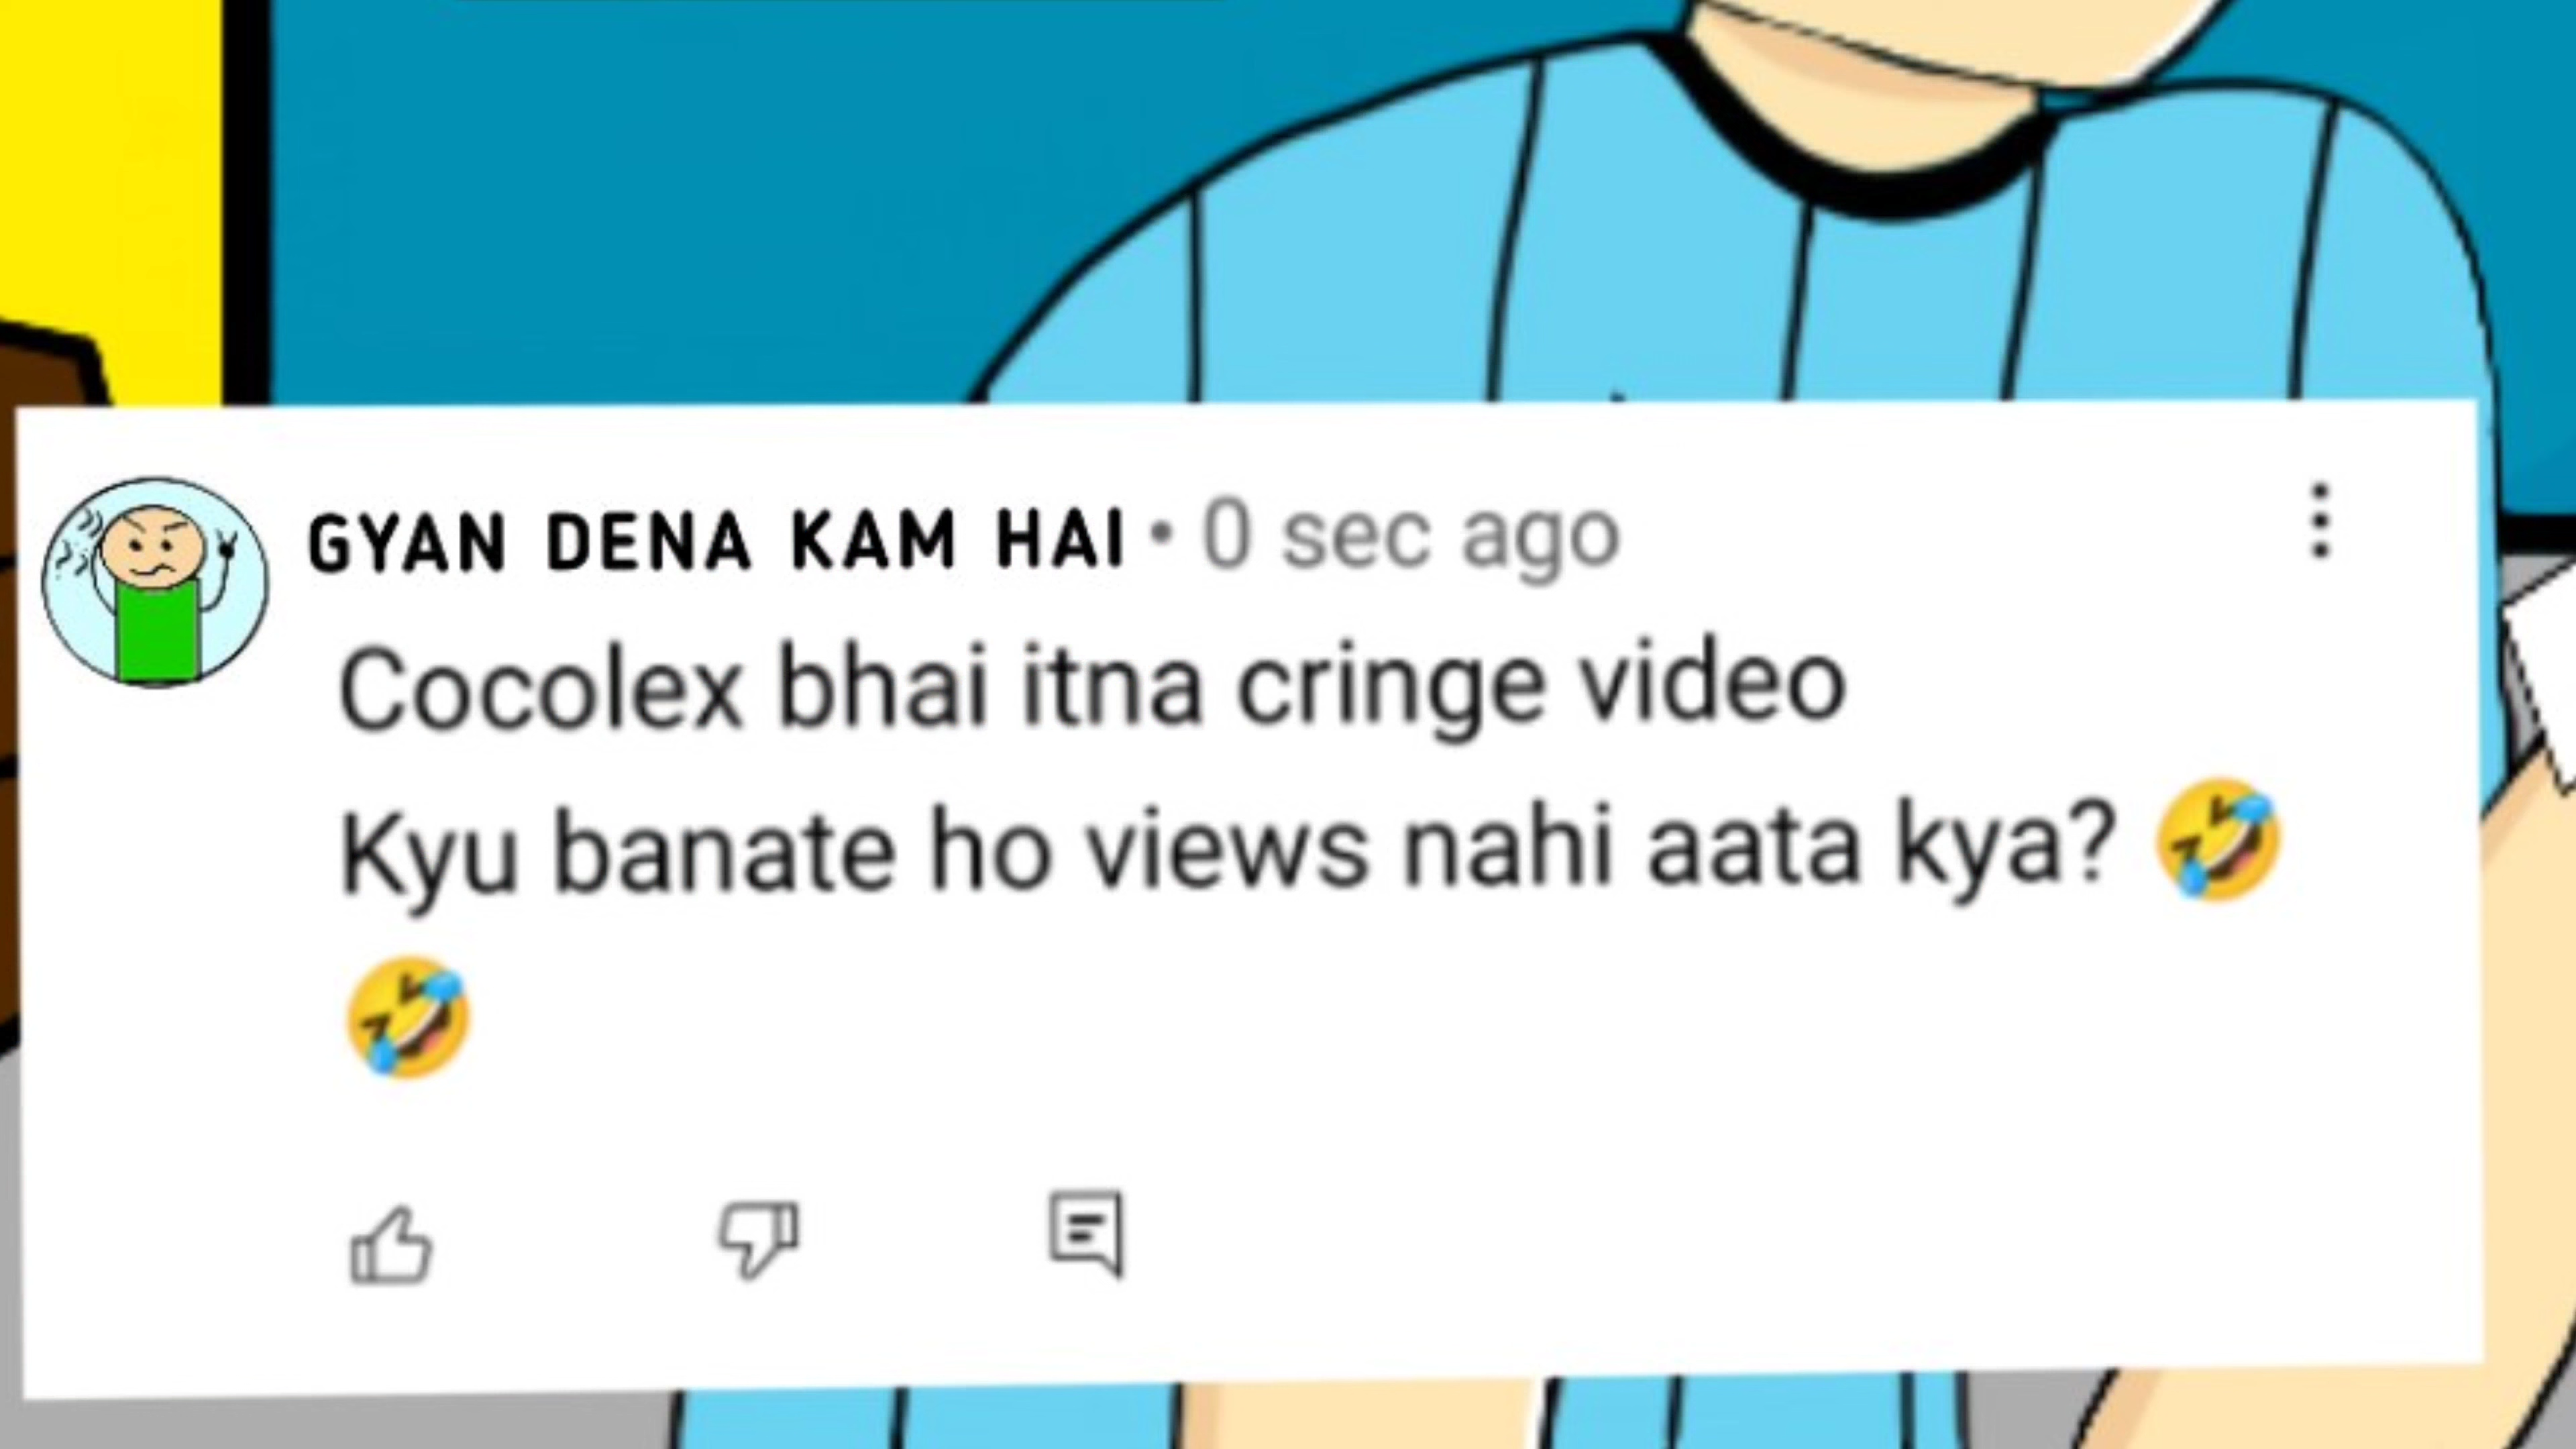 GYAN DENA KAM HAI • 0 sec ago
Cocolex bhai itna cringe video
Kyu banate ho views nahi aata kya? 🤣
🤣